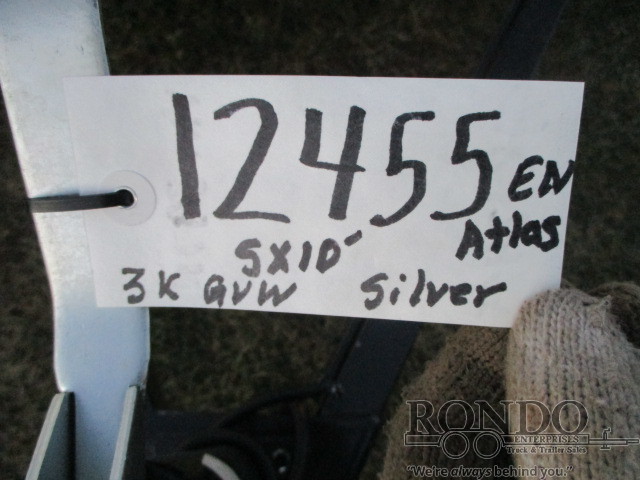 12455 EN
Atlas
5X10'
3K GVW Silver
RONDO
ENTERPRISES
Truck & Trailer Sales
"We're always behind you."